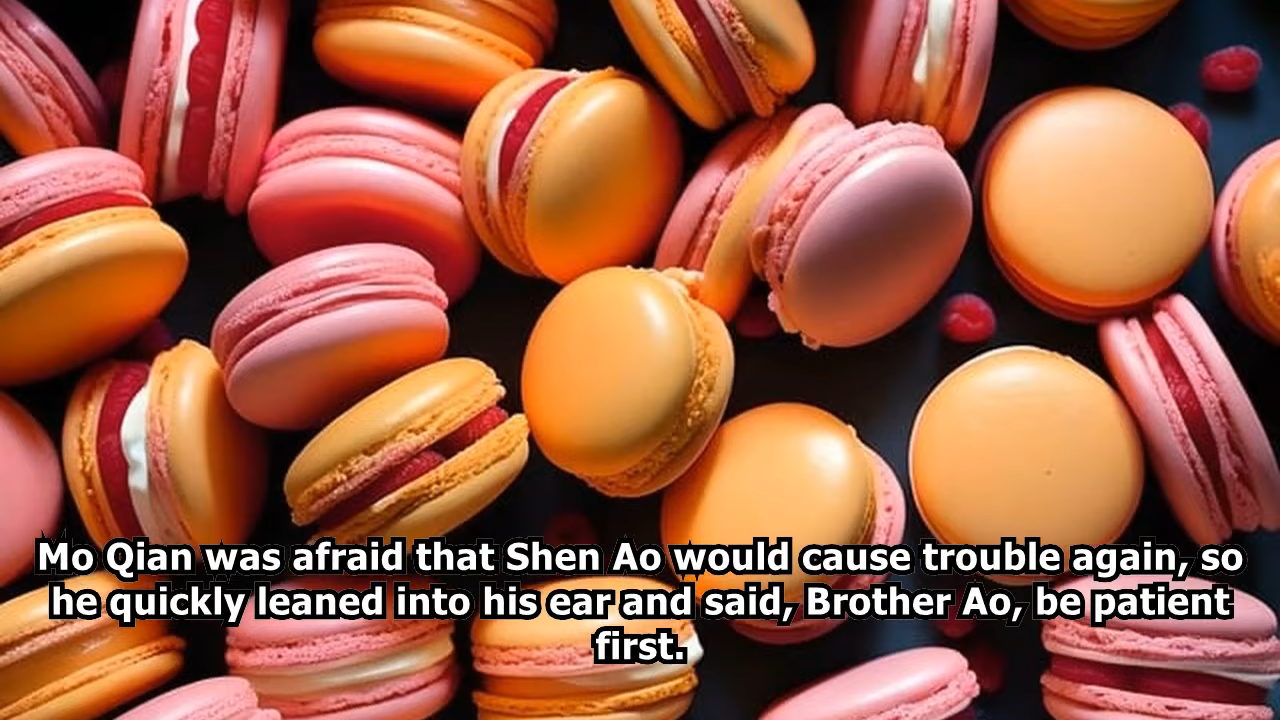 Mo Qian was afraid that Shen Ao would cause trouble again, so
he quickly leaned into his ear and said, Brother Ao, be patient
first.